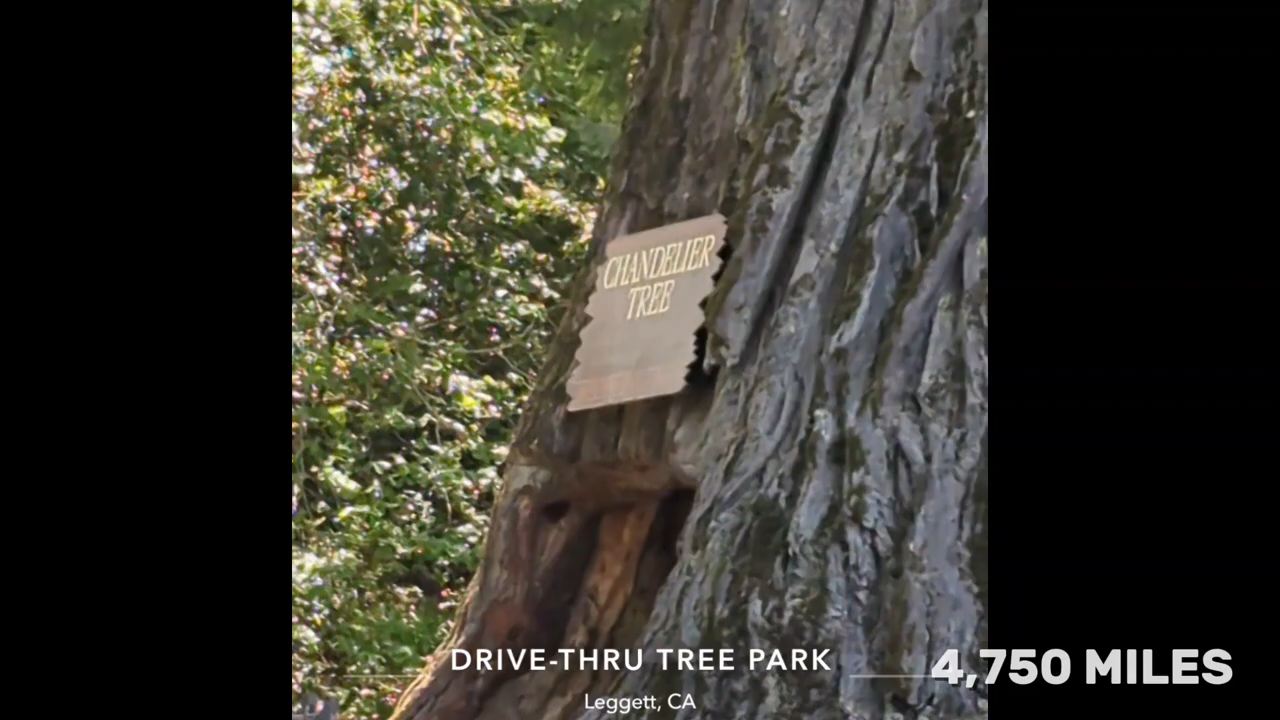 CHANDELIER
TREE
DRIVE-THRU TREE PARK
4,750 MILES
Leggett, CA